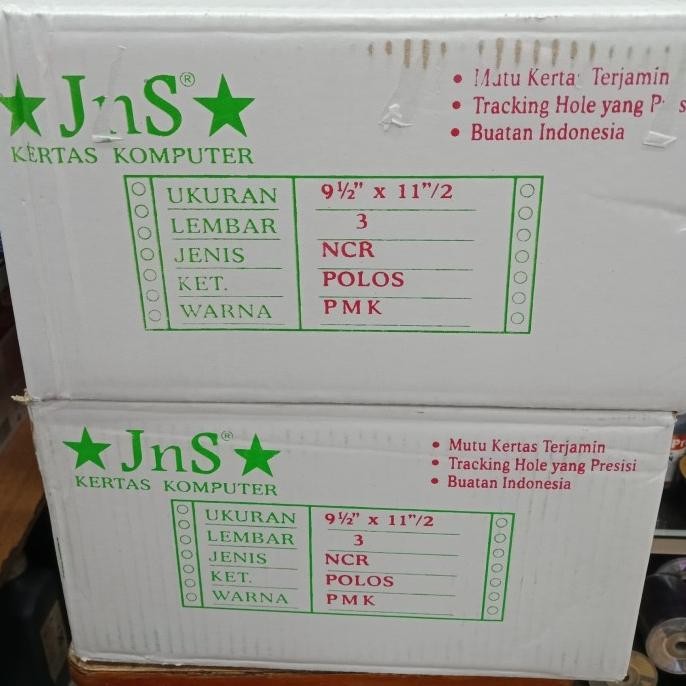 JnS®
KERTAS KOMPUTER
• Mutu Kertas Terjamin
• Tracking Hole yang
• Buatan Indonesia
UKURAN 9½” x 11”/2
LEMBAR 3
JENIS NCR
KET. POLOS
WARNA PMK
JnS®
KERTAS KOMPUTER
• Mutu Kertas Terjamin
• Tracking Hole yang Presisi
• Buatan Indonesia
UKURAN 9½” x 11”/2
LEMBAR 3
JENIS NCR
KET. POLOS
WARNA PMK